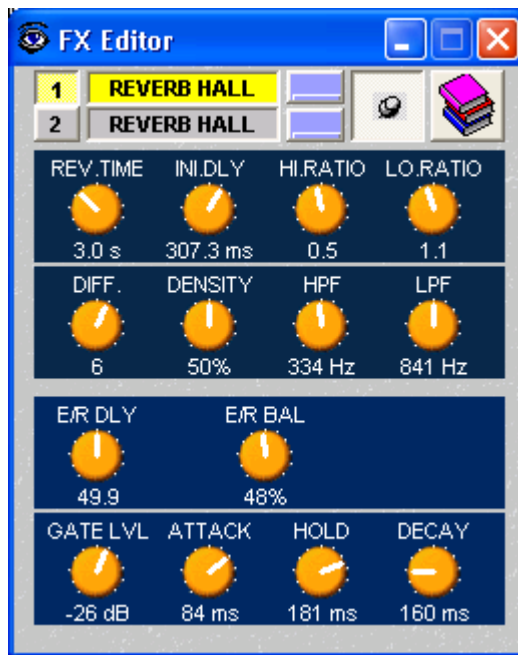 FX Editor
1 REVERB HALL
2 REVERB HALL
REV.TIME INI.DLY HI.RATIO LO.RATIO
3.0 s 307.3 ms 0.5 1.1
DIFF. DENSITY HPF LPF
6 50% 334 Hz 841 Hz
E/R DLY E/R BAL
49.9 48%
GATE LVL ATTACK HOLD DECAY
-26 dB 84 ms 181 ms 160 ms